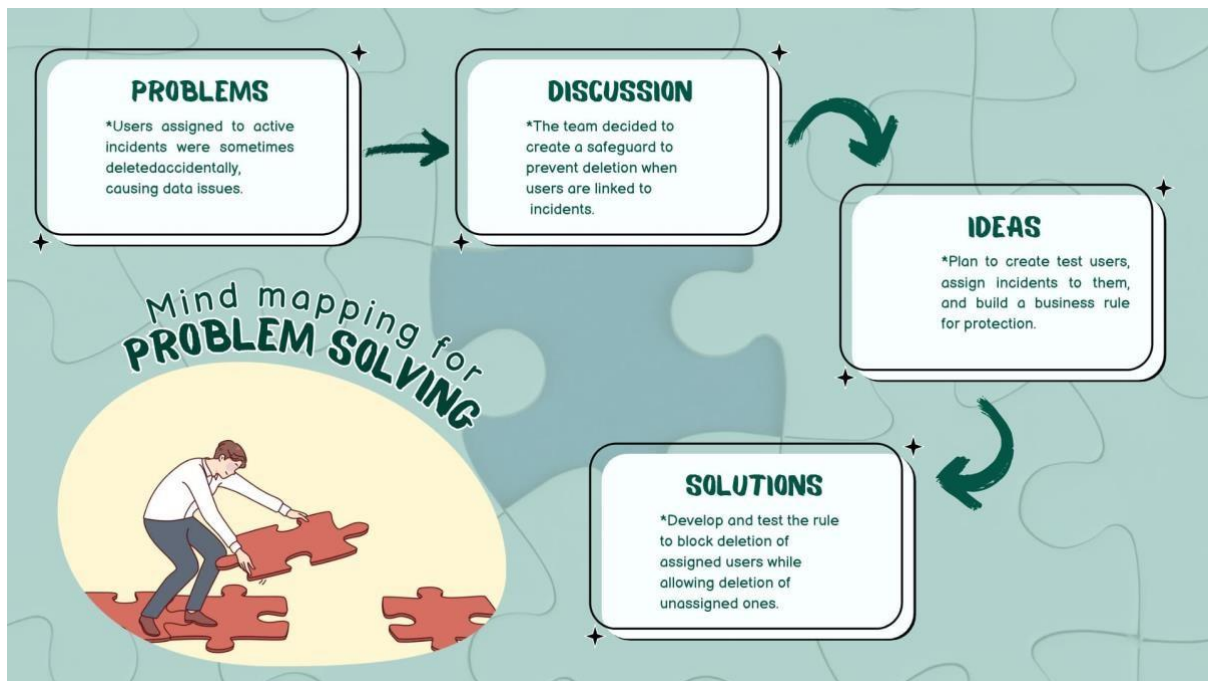 PROBLEMS
*Users assigned to active
incidents were sometimes
deletedaccidentally,
causing data issues.
DISCUSSION
*The team decided to
create a safeguard to
prevent deletion when
users are linked to
incidents.
IDEAS
*Plan to create test users,
assign incidents to them,
and build a business rule
for protection.
Mind mapping for
PROBLEM SOLVING
SOLUTIONS
*Develop and test the rule
to block deletion of
assigned users while
allowing deletion of
unassigned ones.